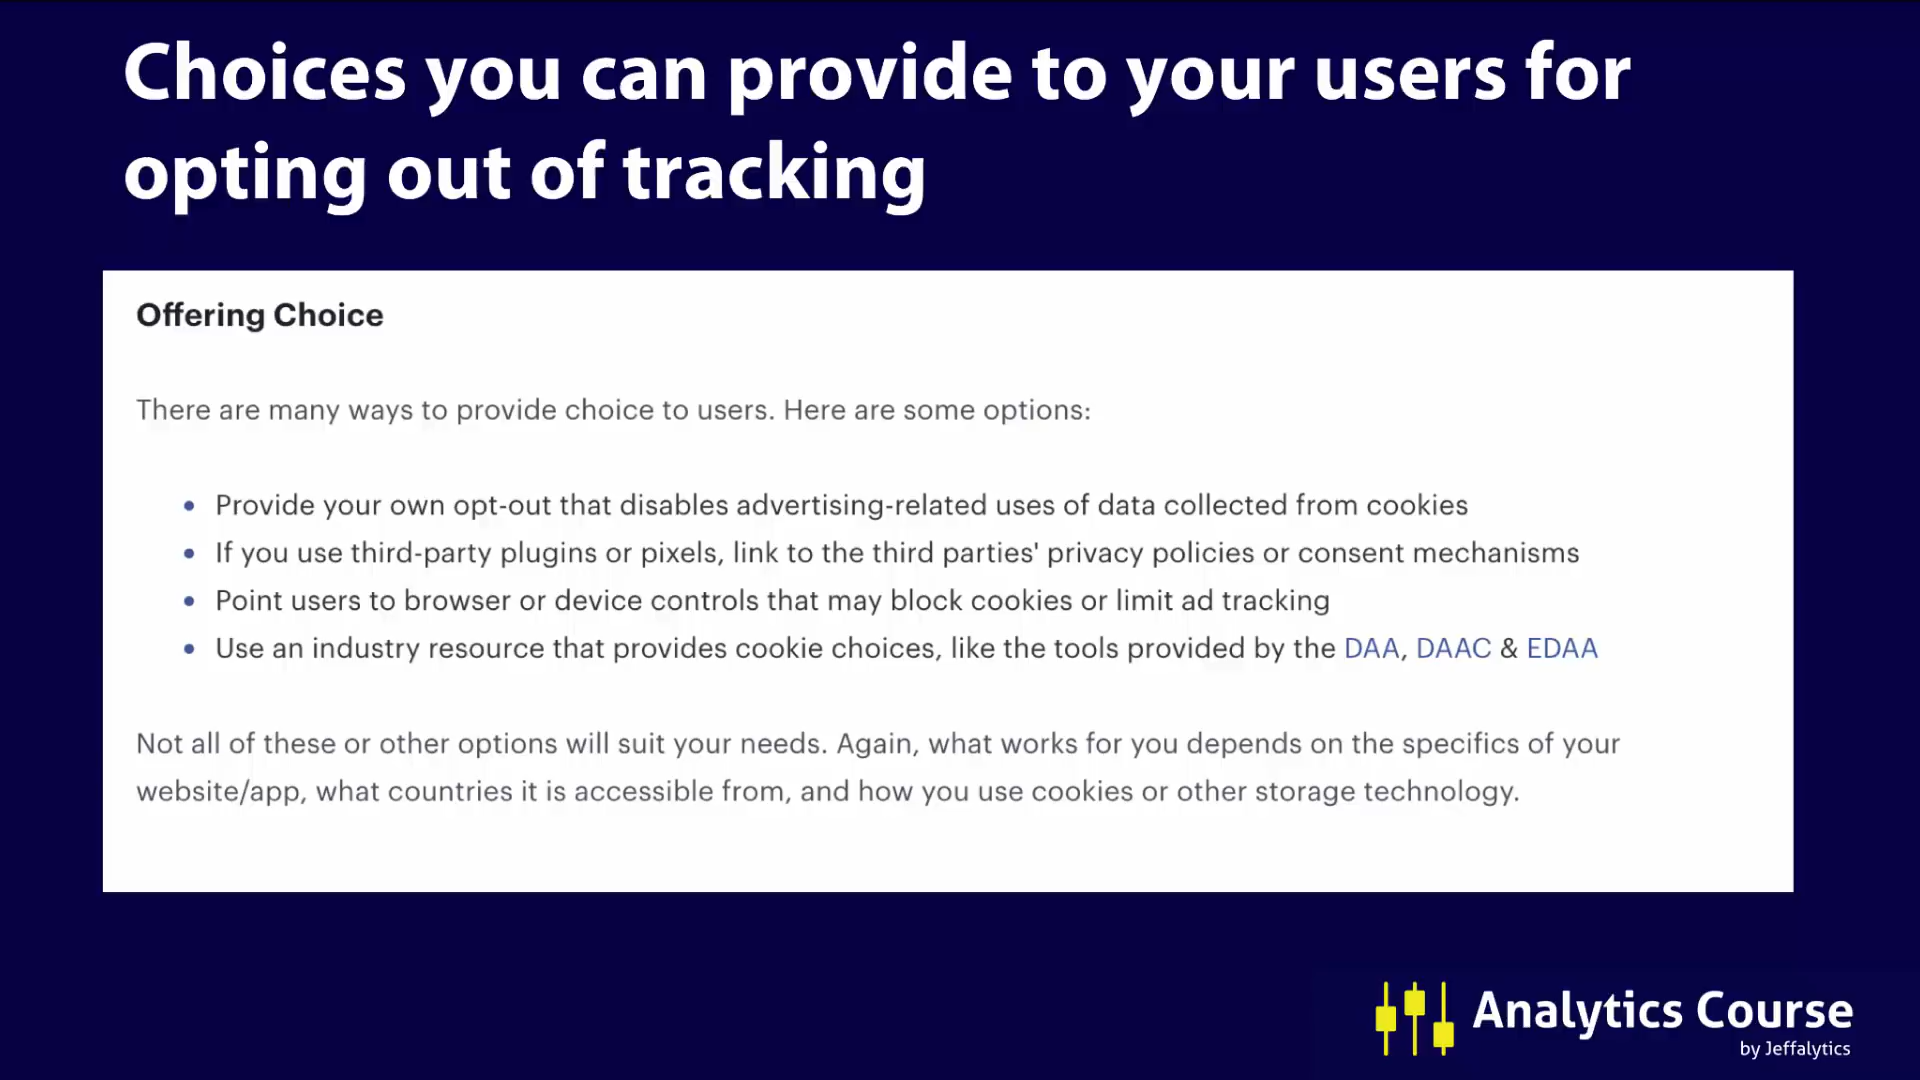 Choices you can provide to your users for
opting out of tracking
Offering Choice
There are many ways to provide choice to users. Here are some options:
• Provide your own opt-out that disables advertising-related uses of data collected from cookies
• If you use third-party plugins or pixels, link to the third parties' privacy policies or consent mechanisms
• Point users to browser or device controls that may block cookies or limit ad tracking
• Use an industry resource that provides cookie choices, like the tools provided by the DAA, DAAC & EDAA
Not all of these or other options will suit your needs. Again, what works for you depends on the specifics of your
website/app, what countries it is accessible from, and how you use cookies or other storage technology.
Analytics Course
by Jeffalytics